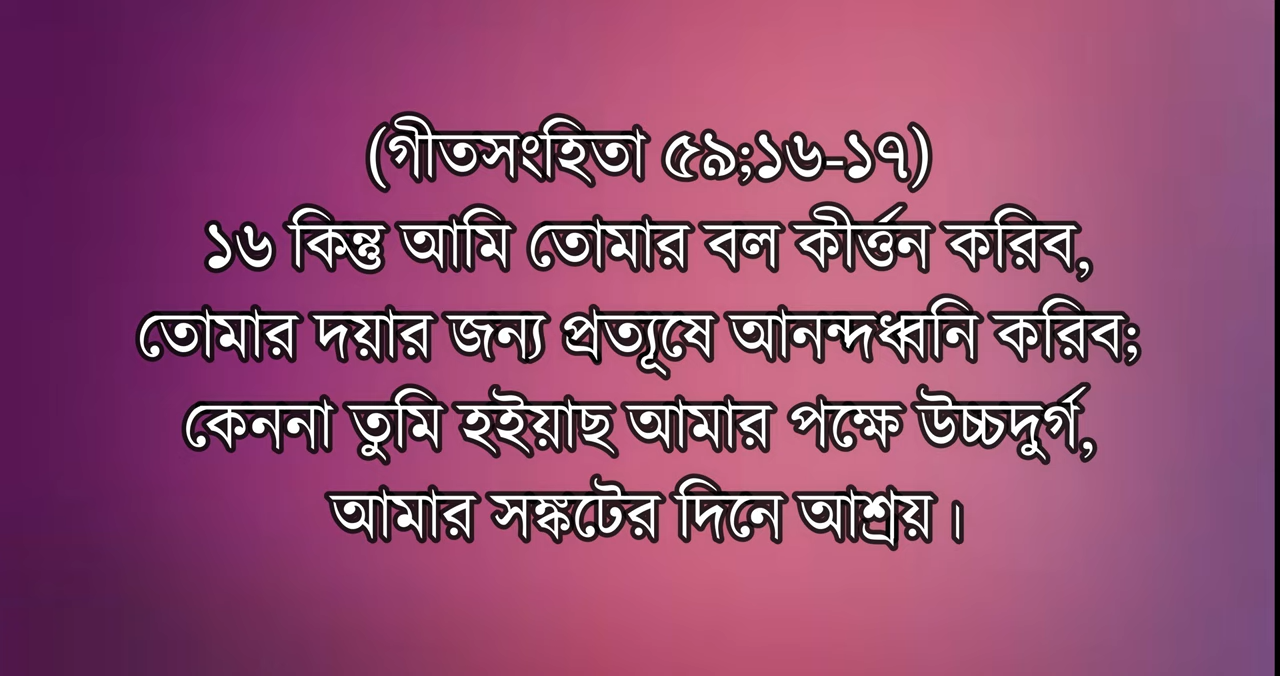 (গীতসংহিতা ৫৯;১৬-১৭)
১৬ কিন্তু আমি তোমার বল কীর্ত্তন করিব,
তোমার দয়ার জন্য প্রত্যূষে আনন্দধ্বনি করিব;
কেননা তুমি হইয়াছ আমার পক্ষে উচ্চদুর্গ,
আমার সঙ্কটের দিনে আশ্রয়।